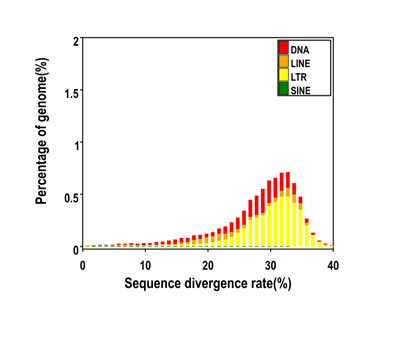 2
DNA
LINE
LTR
SINE
1.5
1
0.5
0
Percentage of genome(%)
0 10 20 30 40
Sequence divergence rate(%)